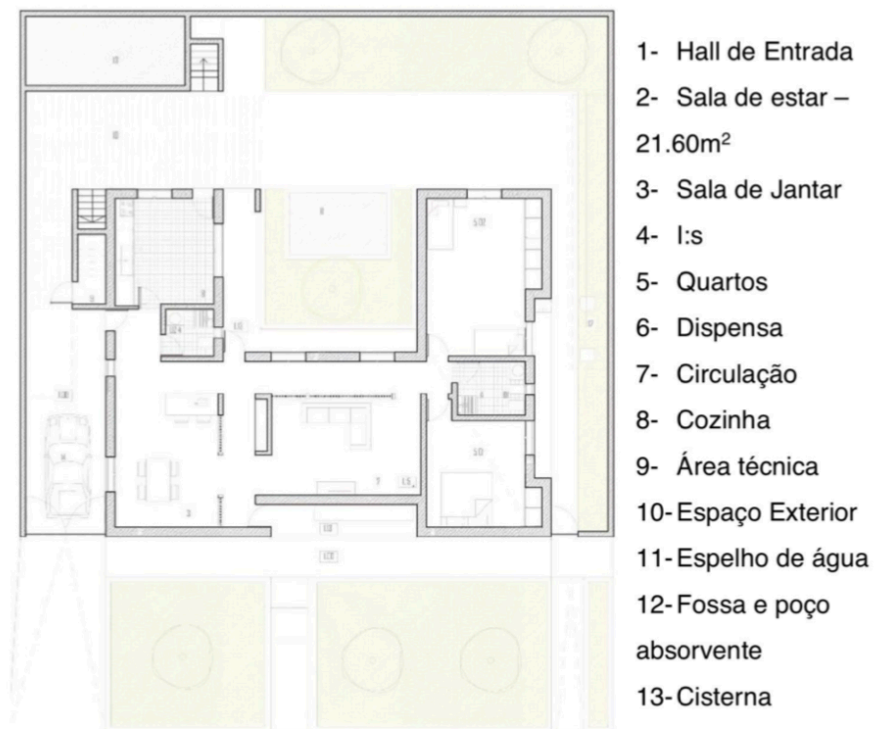 1- Hall de Entrada
2- Sala de estar –
21.60m²
3- Sala de Jantar
4- I:s
5- Quartos
6- Dispensa
7- Circulação
8- Cozinha
9- Área técnica
10-Espaço Exterior
11-Espelho de água
12-Fossa e poço
absorvente
13-Cisterna